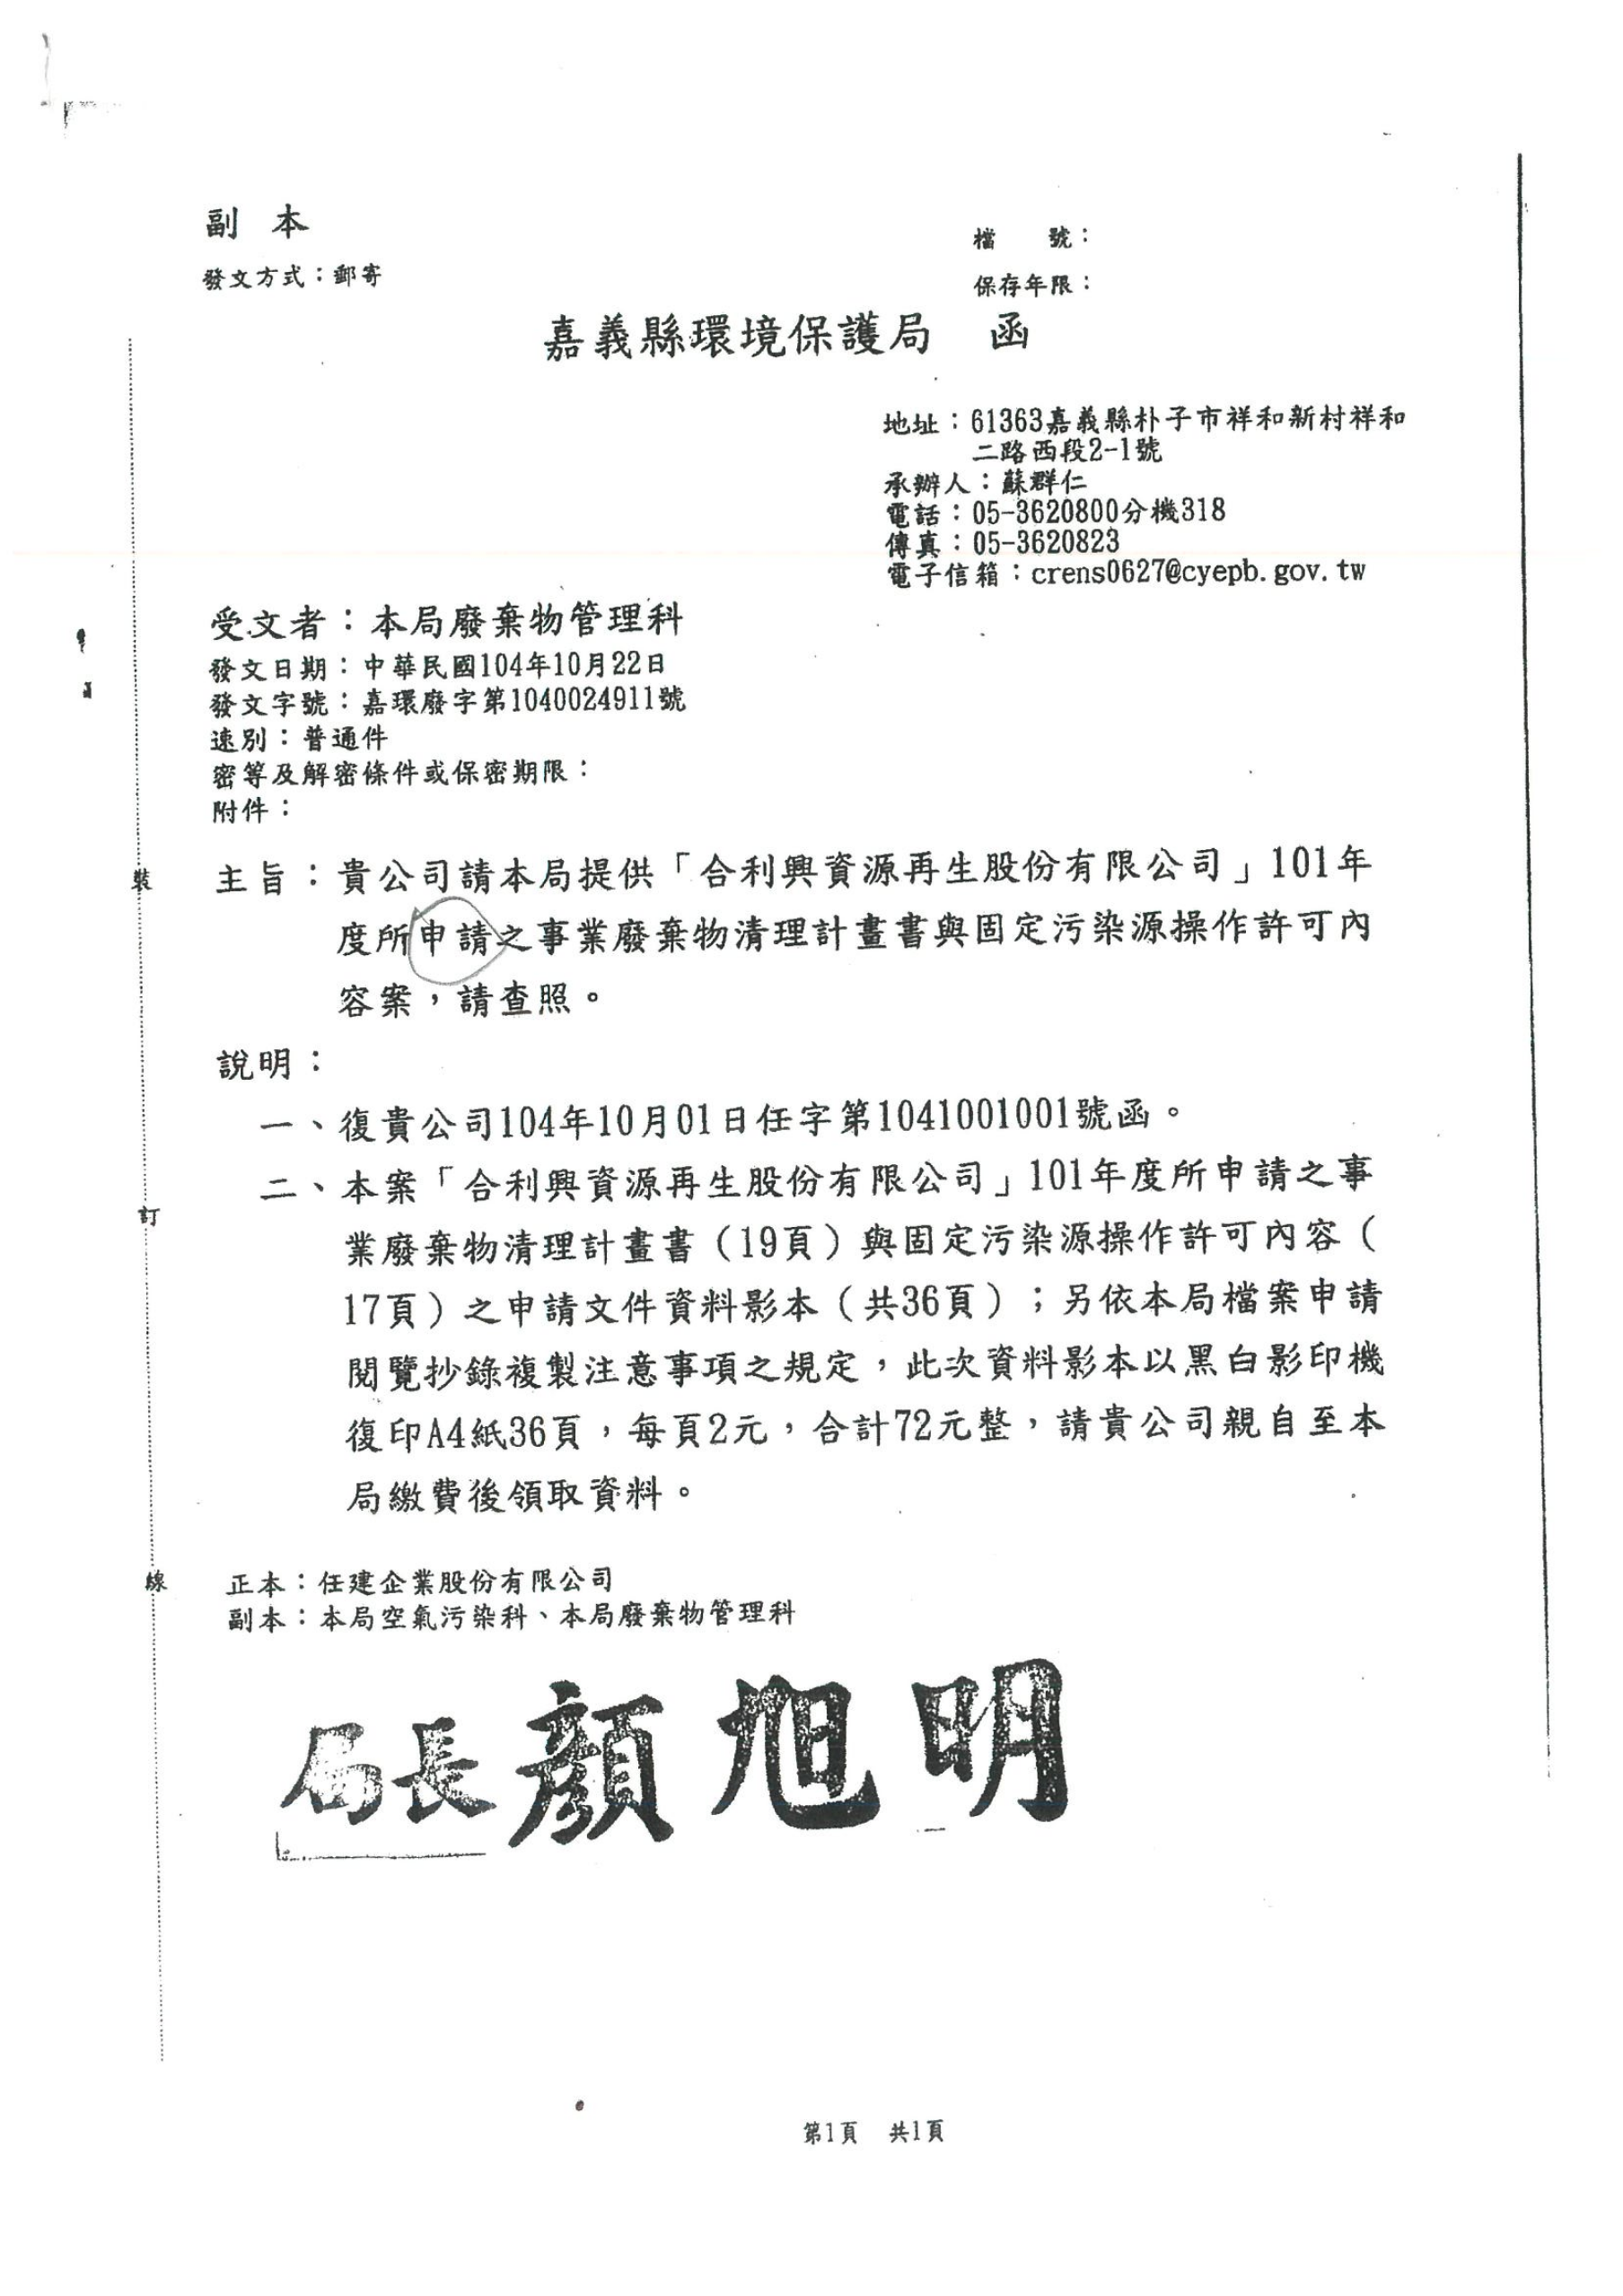 副 本
發文方式：郵寄
檔 號：
保存年限：
嘉義縣環境保護局 函
地址：61363嘉義縣朴子市祥和新村祥和
二路西段2-1號
承辦人：蘇群仁
電話：05-3620800分機318
傳真：05-3620823
電子信箱：crens0627@cyepb.gov.tw
受文者：本局廢棄物管理科
發文日期：中華民國104年10月22日
發文字號：嘉環廢字第1040024911號
速別：普通件
密等及解密條件或保密期限：
附件：
主旨：貴公司請本局提供「合利興資源再生股份有限公司」101年
度所申請之事業廢棄物清理計畫書與固定污染源操作許可內
容案，請查照。
說明：
一、復貴公司104年10月01日任字第1041001001號函。
二、本案「合利興資源再生股份有限公司」101年度所申請之事
業廢棄物清理計畫書（19頁）與固定污染源操作許可內容（
17頁）之申請文件資料影本（共36頁）；另依本局檔案申請
閱覽抄錄複製注意事項之規定，此次資料影本以黑白影印機
復印A4紙36頁，每頁2元，合計72元整，請貴公司親自至本
局繳費後領取資料。
正本：任建企業股份有限公司
副本：本局空氣污染科、本局廢棄物管理科
局長顏旭明
裝
訂
線
第1頁 共1頁